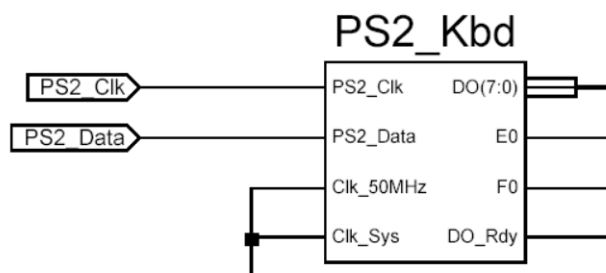 PS2_Kbd
PS2_Clk
PS2_Clk
DO(7:0)
PS2_Data
PS2_Data
E0
Clk_50MHz
F0
Clk_Sys
DO_Rdy